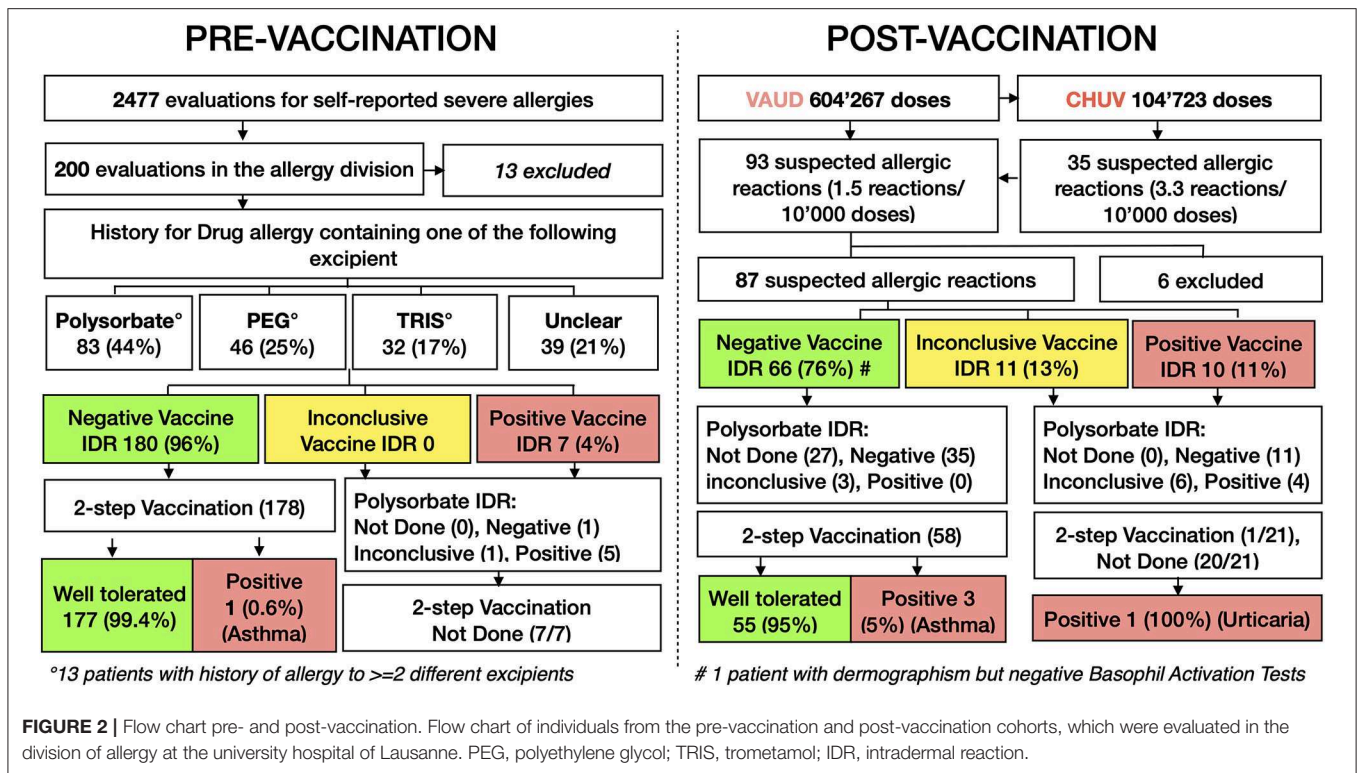 PRE-VACCINATION
2477 evaluations for self-reported severe allergies
200 evaluations in the allergy division
13 excluded
History for Drug allergy containing one of the following
excipient
Polysorbate°
83 (44%)
PEG°
46 (25%)
TRIS°
32 (17%)
Unclear
39 (21%)
Negative Vaccine
IDR 180 (96%)
Inconclusive
Vaccine IDR 0
Positive Vaccine
IDR 7 (4%)
2-step Vaccination (178)
Polysorbate IDR:
Not Done (0), Negative (1)
Inconclusive (1), Positive (5)
Well tolerated
177 (99.4%)
Positive
1 (0.6%)
(Asthma)
2-step Vaccination
Not Done (7/7)
°13 patients with history of allergy to >=2 different excipients
POST-VACCINATION
VAUD 604'267 doses
CHUV 104'723 doses
93 suspected allergic
reactions (1.5 reactions/
10'000 doses)
35 suspected allergic
reactions (3.3 reactions/
10'000 doses)
87 suspected allergic reactions
6 excluded
Negative Vaccine
IDR 66 (76%) #
Inconclusive Vaccine
IDR 11 (13%)
Positive Vaccine
IDR 10 (11%)
Polysorbate IDR:
Not Done (27), Negative (35)
inconclusive (3), Positive (0)
Polysorbate IDR:
Not Done (0), Negative (11)
Inconclusive (6), Positive (4)
2-step Vaccination (58)
2-step Vaccination (1/21),
Not Done (20/21)
Well tolerated
55 (95%)
Positive 3
(5%) (Asthma)
Positive 1 (100%) (Urticaria)
# 1 patient with dermographism but negative Basophil Activation Tests
FIGURE 2 | Flow chart pre- and post-vaccination. Flow chart of individuals from the pre-vaccination and post-vaccination cohorts, which were evaluated in the
division of allergy at the university hospital of Lausanne. PEG, polyethylene glycol; TRIS, trometamol; IDR, intradermal reaction.